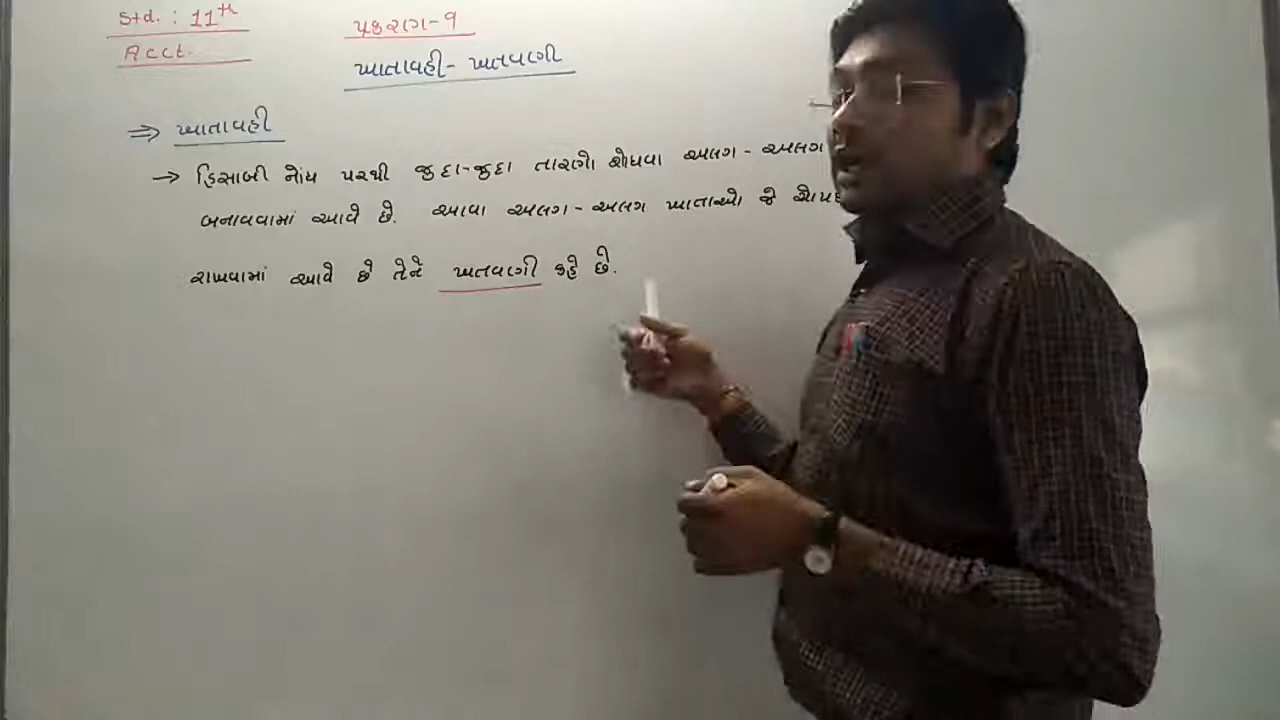 Std. : 11th
Acct.
પ્રકરણ-૧
ખાતાવહી- ખતવણી
⇒ ખાતાવહી
→ હિસાબી નોંધ પરથી જુદા-જુદા તારણો શોધવા અલગ - અલગ
બનાવવામાં આવે છે. આવા અલગ - અલગ ખાતાઓ જે
રાખવામાં આવે છે તેને ખતવણી કહે છે.